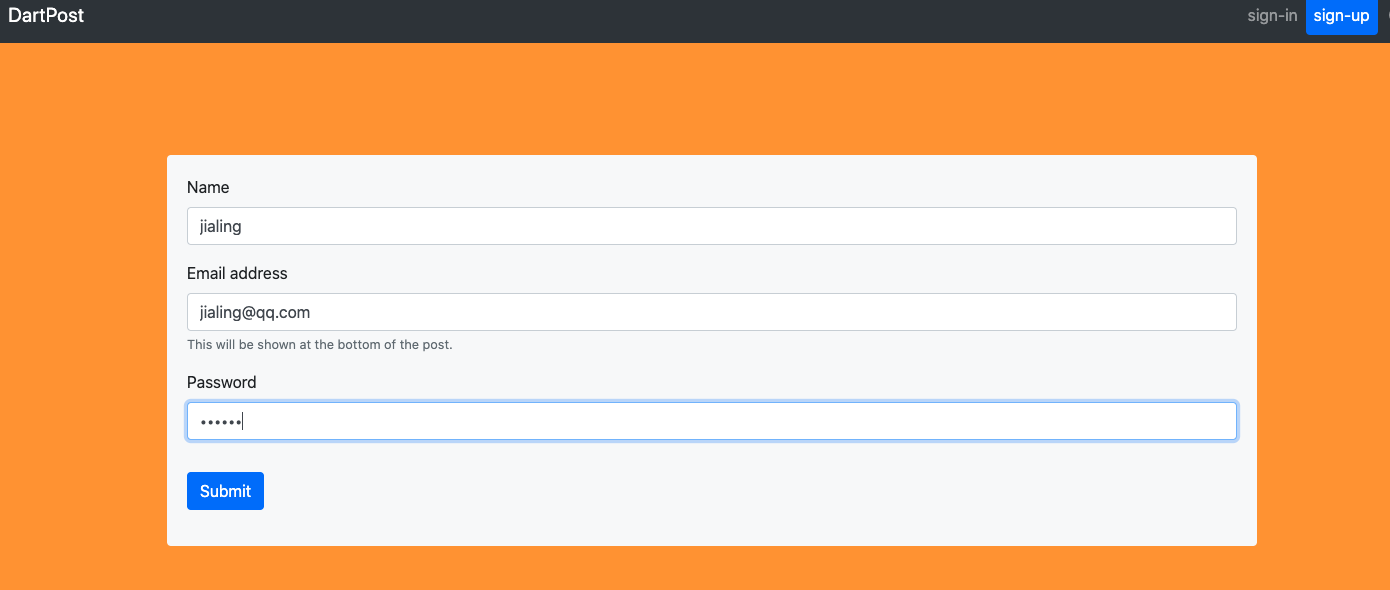 DartPost
sign-in sign-up
Name
jialing
Email address
jialing@qq.com
This will be shown at the bottom of the post.
Password
••••••
Submit